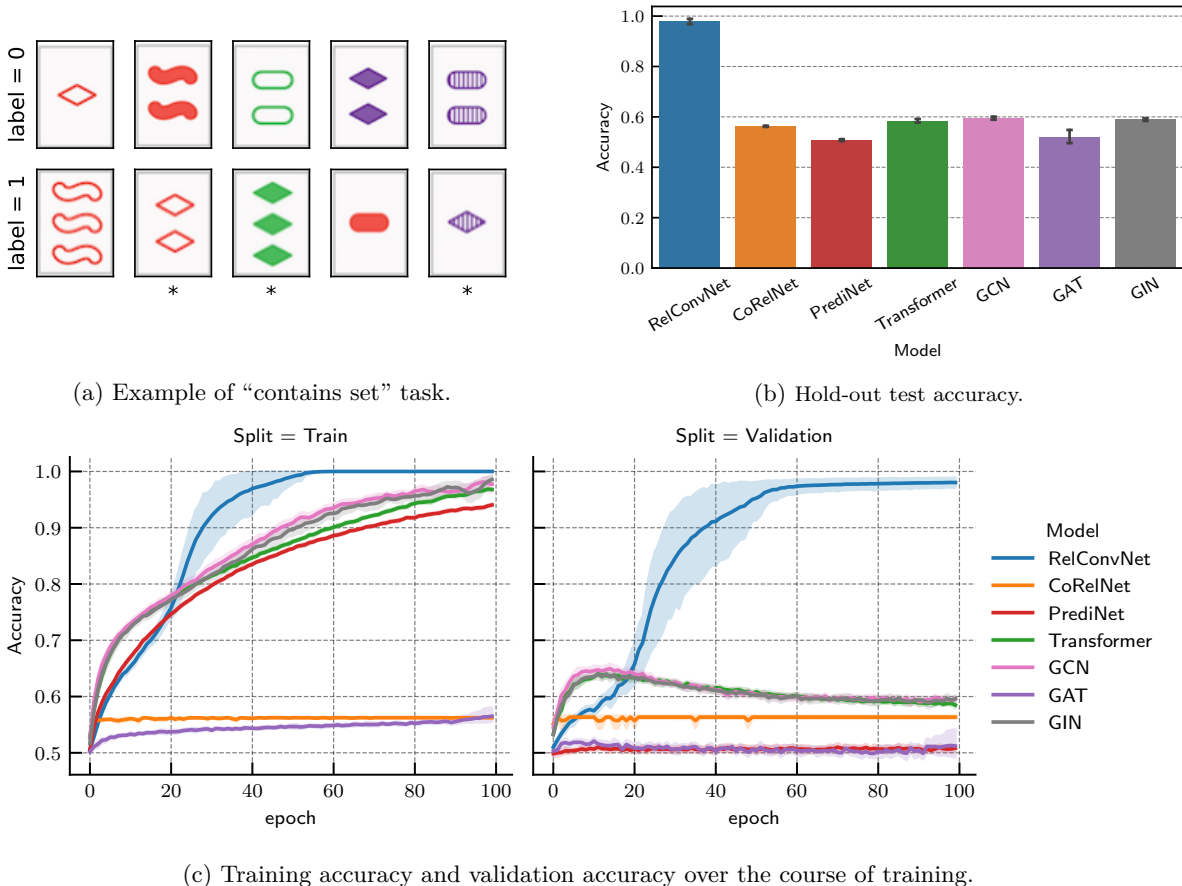 label = 0
label = 1
* * *
(a) Example of “contains set” task.
1.0
0.8
0.6
0.4
0.2
0.0
Accuracy
RelConvNet
CoRelNet
PrediNet
Transformer
GCN
GAT
GIN
Model
(b) Hold-out test accuracy.
Split = Train
Split = Validation
1.0
0.9
0.8
0.7
0.6
0.5
Accuracy
0 20 40 60 80 100
epoch
0 20 40 60 80 100
epoch
Model
RelConvNet
CoRelNet
PrediNet
Transformer
GCN
GAT
GIN
(c) Training accuracy and validation accuracy over the course of training.